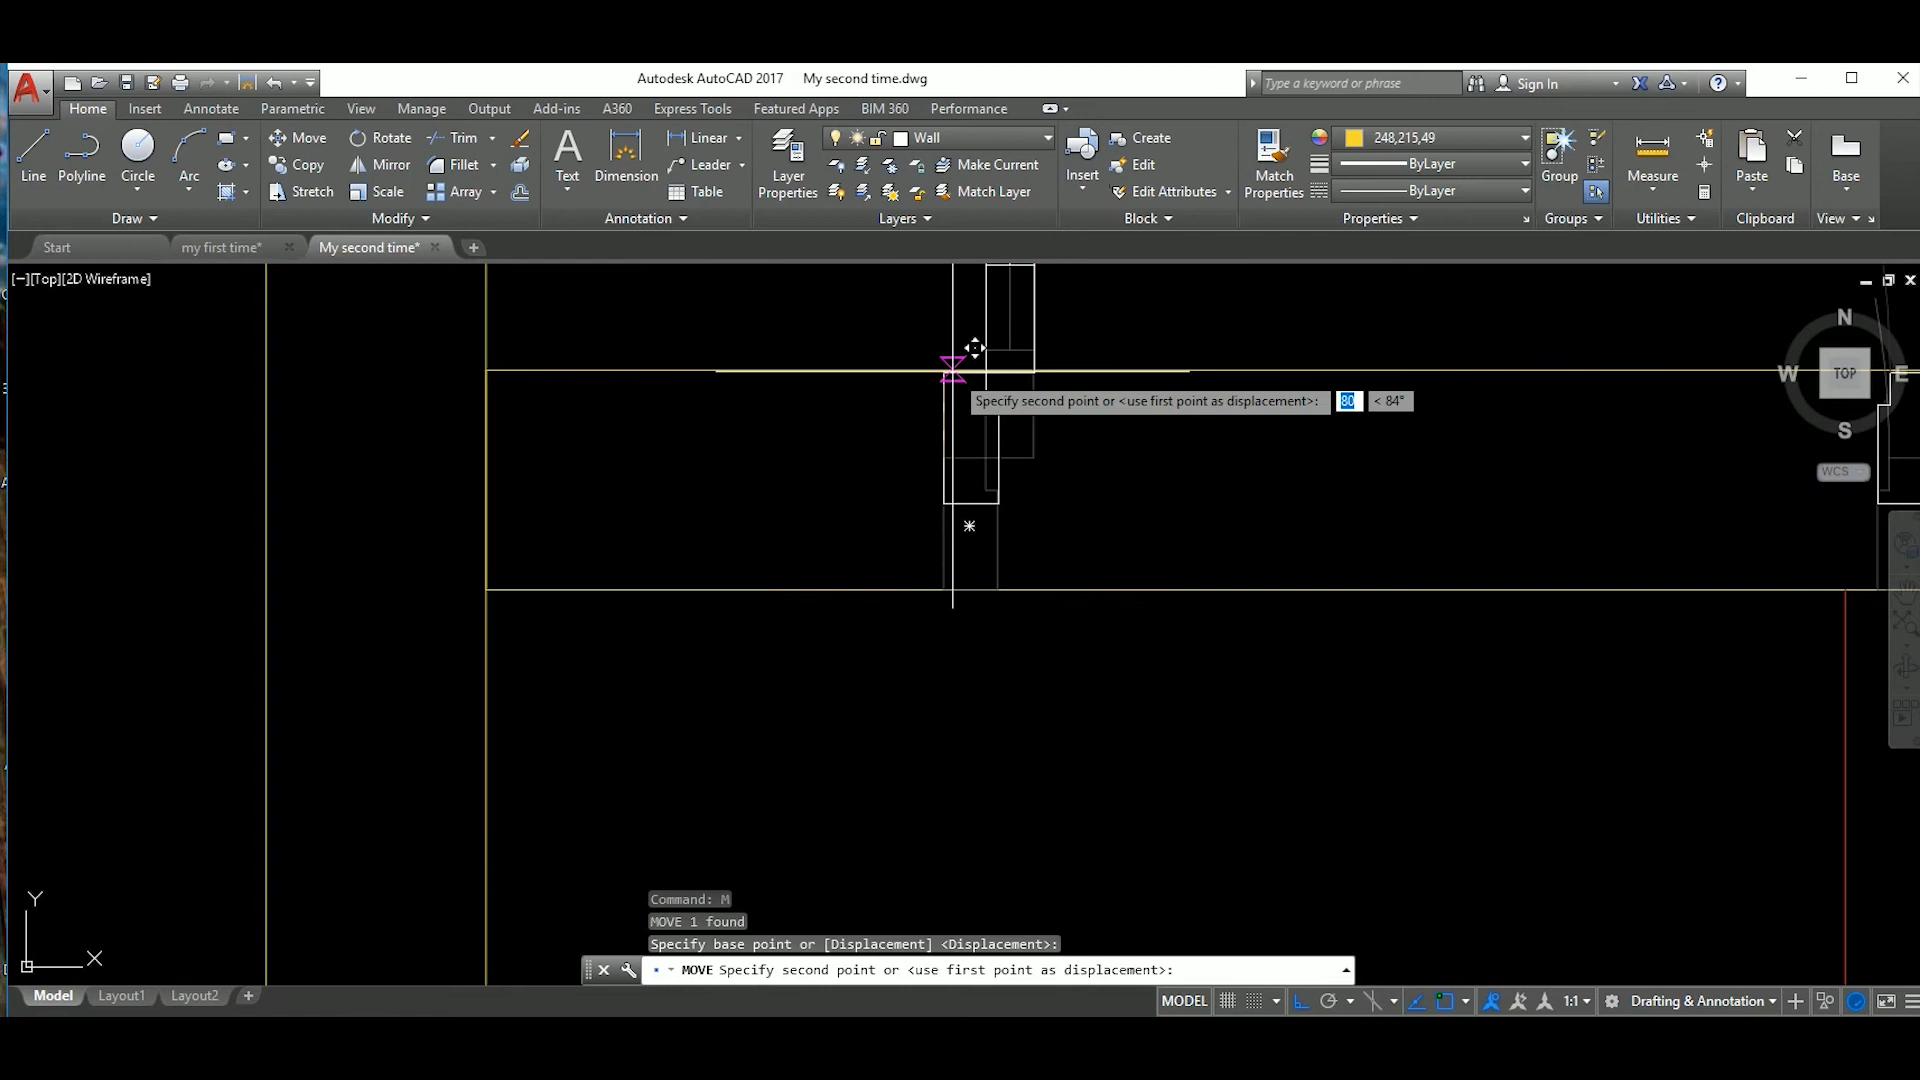 Autodesk AutoCAD 2017 My second time.dwg
Type a keyword or phrase
Sign In
Home Insert Annotate Parametric View Manage Output Add-ins A360 Express Tools Featured Apps BIM 360 Performance
Line Polyline Circle Arc
Move Rotate Trim
Copy Mirror Fillet
Stretch Scale Array
Text Dimension
Linear
Leader
Table
Layer Properties
Wall
Make Current
Match Layer
Insert
Create
Edit
Edit Attributes
Match Properties
248,215,49
ByLayer
ByLayer
Group Measure Paste Base
Draw Modify Annotation Layers Block Properties Groups Utilities Clipboard View
Start my first time* My second time*
[−][Top][2D Wireframe]
N
W TOP E
S
WCS
Specify second point or <use first point as displacement>: 80 < 84°
Y
X
Command: M
MOVE 1 found
Specify base point or [Displacement] <Displacement>:
MOVE Specify second point or <use first point as displacement>:
Model Layout1 Layout2
MODEL 1:1 Drafting & Annotation